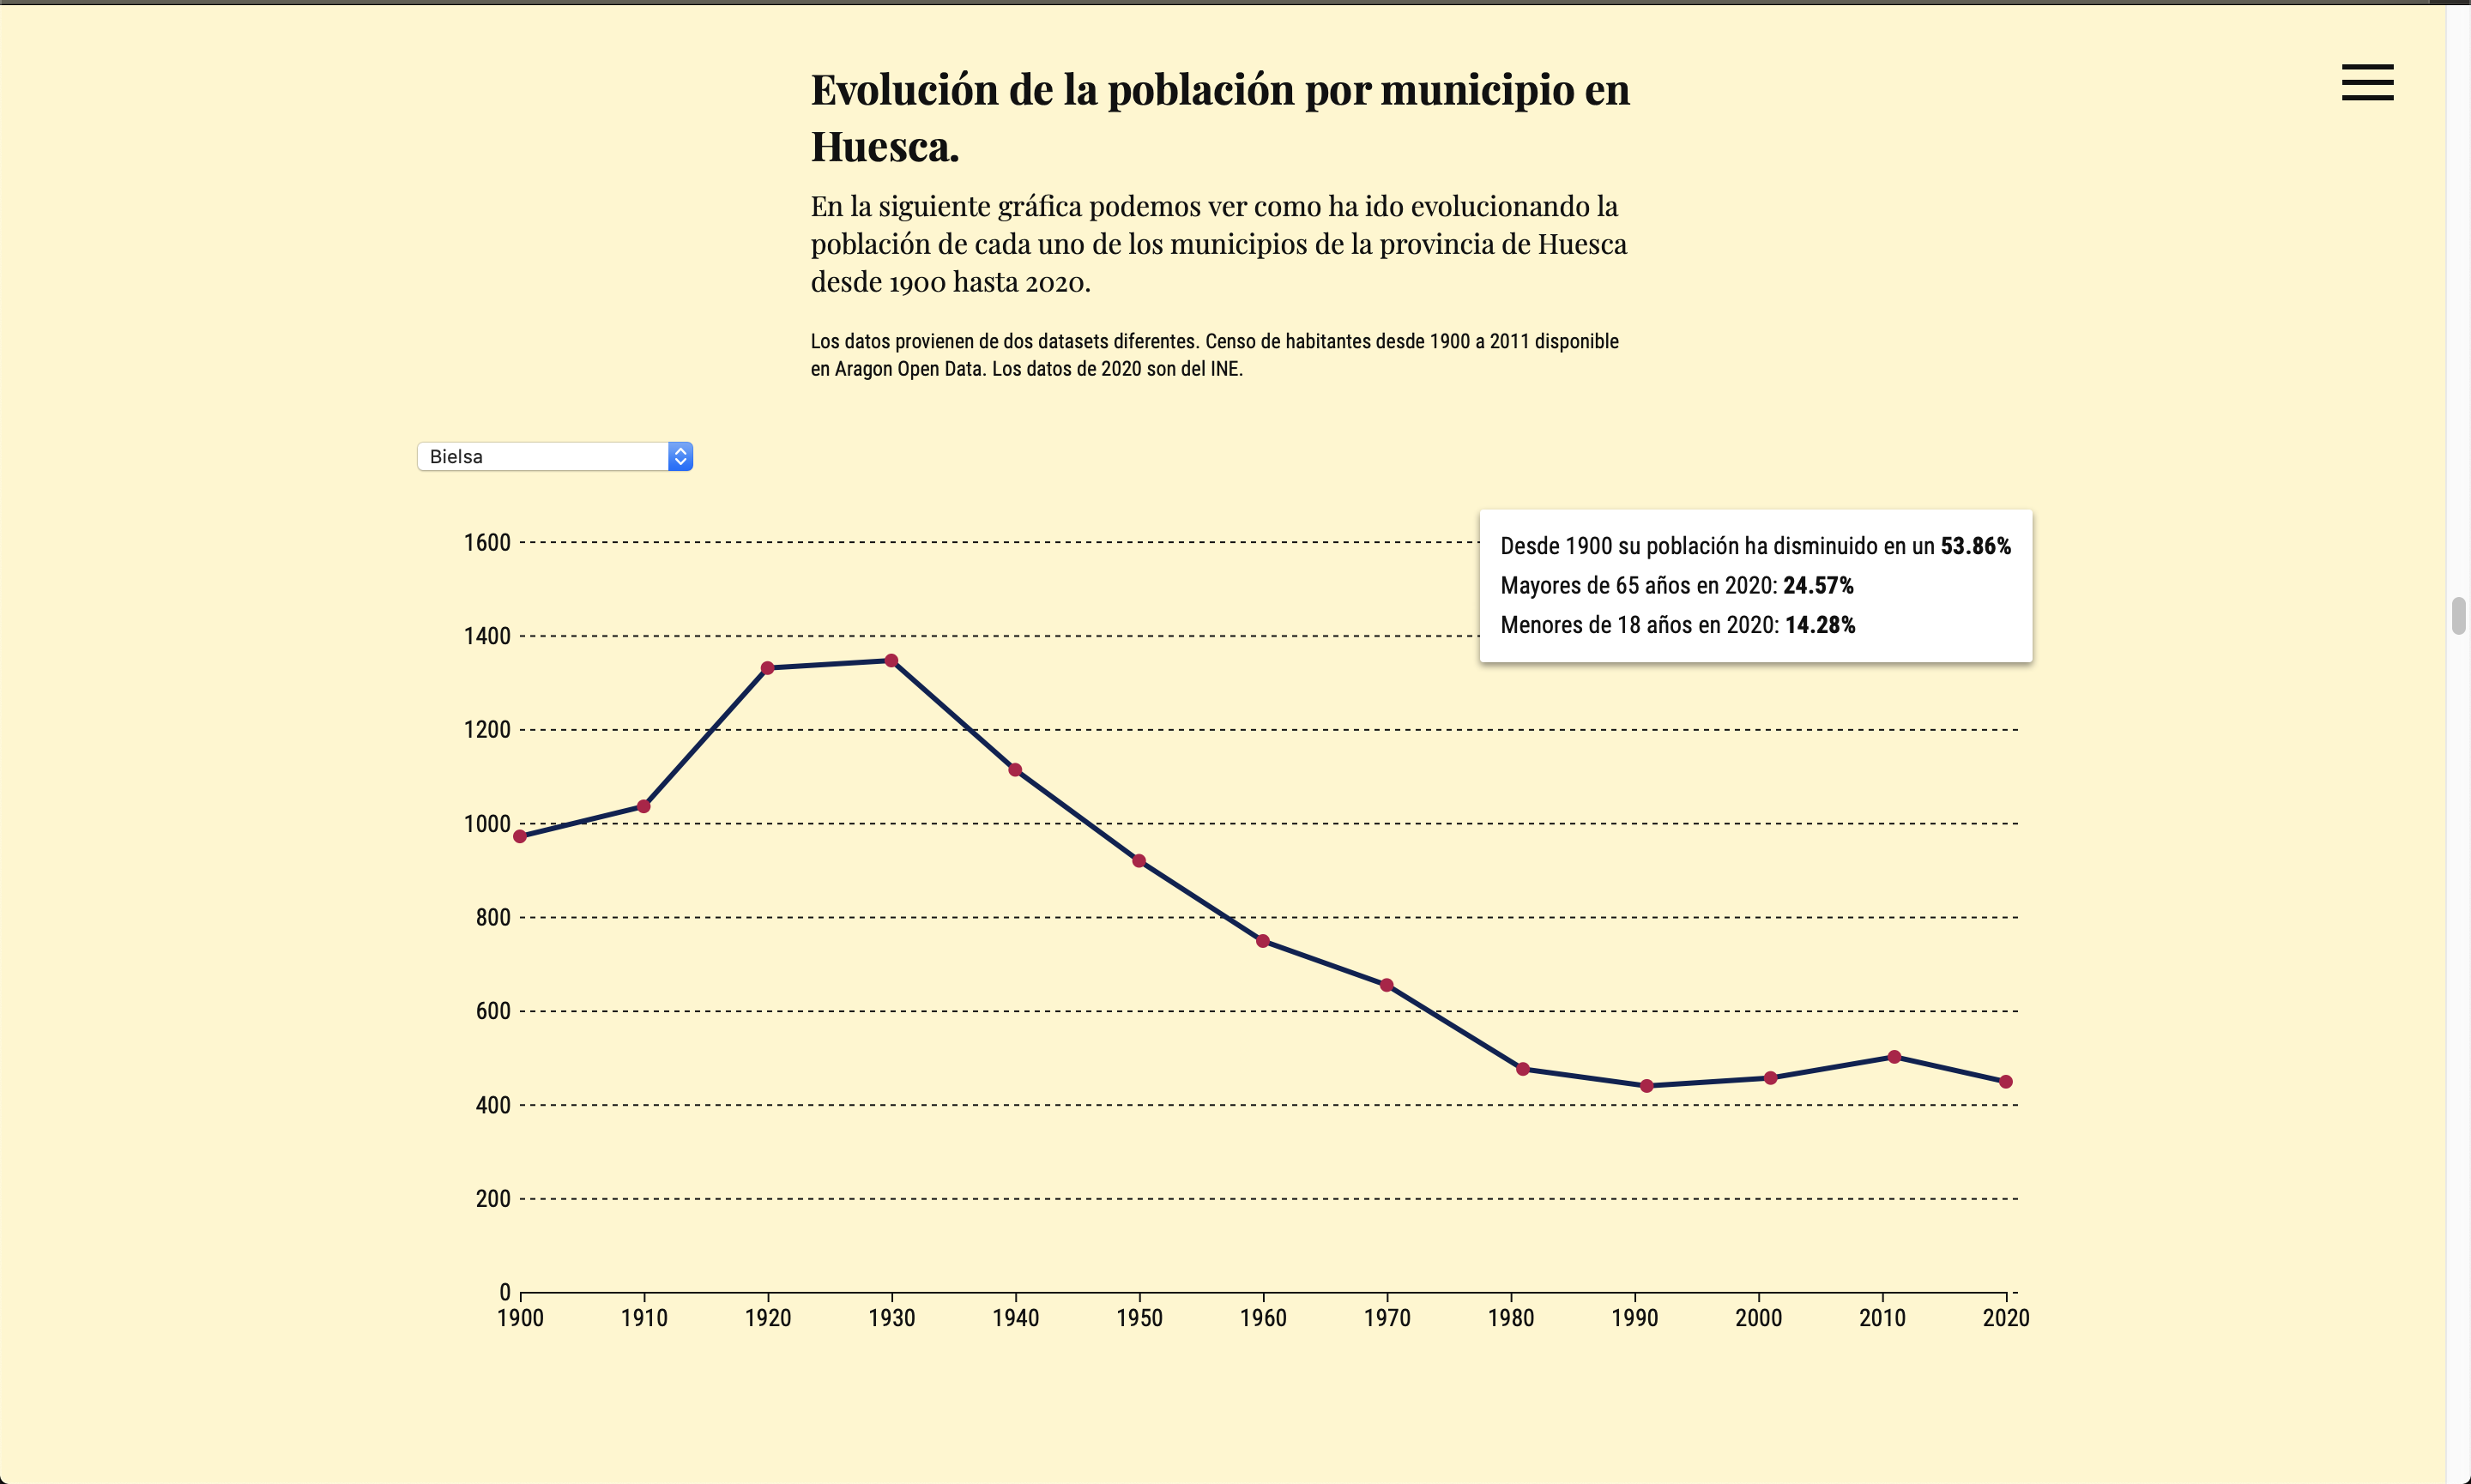 Evolución de la población por municipio en
Huesca.
En la siguiente gráfica podemos ver como ha ido evolucionando la
población de cada uno de los municipios de la provincia de Huesca
desde 1900 hasta 2020.
Los datos provienen de dos datasets diferentes. Censo de habitantes desde 1900 a 2011 disponible
en Aragon Open Data. Los datos de 2020 son del INE.
Bielsa
Desde 1900 su población ha disminuido en un 53.86%
Mayores de 65 años en 2020: 24.57%
Menores de 18 años en 2020: 14.28%
1600
1400
1200
1000
800
600
400
200
0
1900 1910 1920 1930 1940 1950 1960 1970 1980 1990 2000 2010 2020